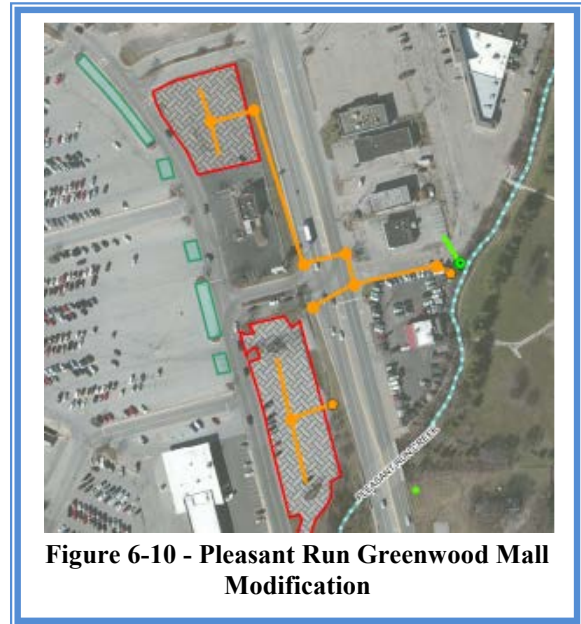 PLEASANT RUN CREEK
Figure 6-10 - Pleasant Run Greenwood Mall
Modification